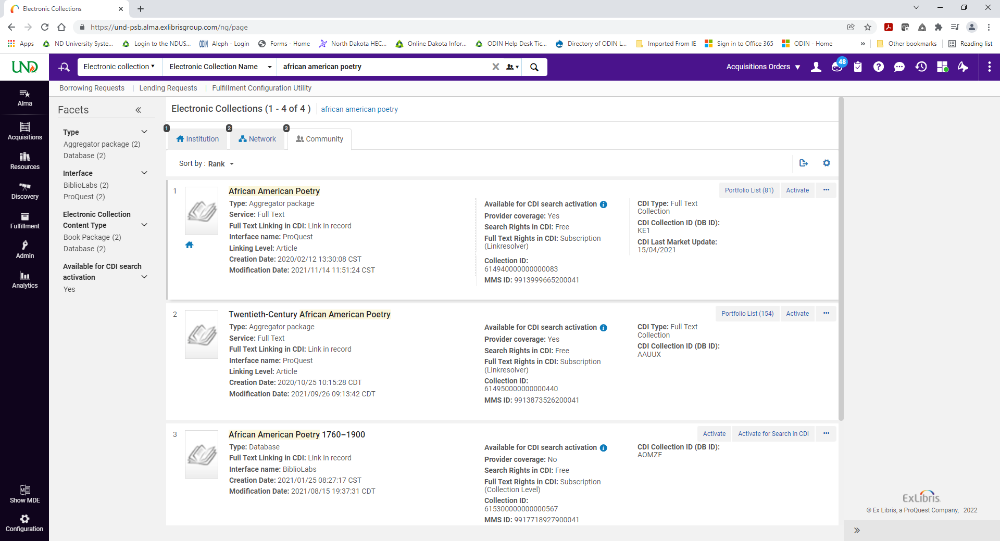 Electronic Collections
https://und-psb.alma.exlibrisgroup.com/ng/page
Apps ND University Syste... Login to the NDUS... ODIN Aleph - Login Forms - Home North Dakota HEC... Online Dakota Infor... ODIN Help Desk Tic... Directory of ODIN L... Imported From IE Sign in to Office 365 ODIN - Home » Other bookmarks Reading list
UND Electronic collection Electronic Collection Name african american poetry Acquisitions Orders 48
Borrowing Requests | Lending Requests | Fulfillment Configuration Utility
Alma
Acquisitions
Resources
Discovery
Fulfillment
Admin
Analytics
Show MDE
Configuration
Facets
Type
Aggregator package (2)
Database (2)
Interface
BiblioLabs (2)
ProQuest (2)
Electronic Collection
Content Type
Book Package (2)
Database (2)
Available for CDI search
activation
Yes
Electronic Collections (1 - 4 of 4 ) african american poetry
1 Institution 2 Network 3 Community
Sort by : Rank
1
African American Poetry
Portfolio List (81) Activate ...
Type: Aggregator package
Service: Full Text
Full Text Linking in CDI: Link in record
Interface name: ProQuest
Linking Level: Article
Creation Date: 2020/02/12 13:30:08 CST
Modification Date: 2021/11/14 11:51:24 CST
Available for CDI search activation
Provider coverage: Yes
Search Rights in CDI: Free
Full Text Rights in CDI: Subscription
(Linkresolver)
Collection ID:
614940000000000083
MMS ID: 9913999665200041
CDI Type: Full Text
Collection
CDI Collection ID (DB ID):
KE1
CDI Last Market Update:
15/04/2021
2
Twentieth-Century African American Poetry
Portfolio List (154) Activate ...
Type: Aggregator package
Service: Full Text
Full Text Linking in CDI: Link in record
Interface name: ProQuest
Linking Level: Article
Creation Date: 2020/10/25 10:15:28 CDT
Modification Date: 2021/09/26 09:13:42 CDT
Available for CDI search activation
Provider coverage: Yes
Search Rights in CDI: Free
Full Text Rights in CDI: Subscription
(Linkresolver)
Collection ID:
614950000000000440
MMS ID: 9913873526200041
CDI Type: Full Text
Collection
CDI Collection ID (DB ID):
AAUUX
3
African American Poetry 1760–1900
Activate Activate for Search in CDI ...
Type: Database
Full Text Linking in CDI: Link in record
Interface name: BiblioLabs
Creation Date: 2021/01/25 08:27:17 CST
Modification Date: 2021/08/15 19:37:31 CDT
Available for CDI search activation
Provider coverage: No
Search Rights in CDI: Free
Full Text Rights in CDI: Subscription
(Collection Level)
Collection ID:
615300000000000567
MMS ID: 9917718927900041
CDI Collection ID (DB ID):
AOMZF
ExLibris
© Ex Libris, a ProQuest Company, 2022